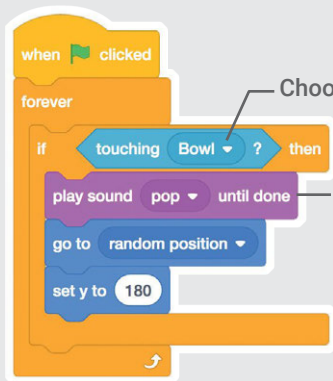 when clicked
forever
Choo
if touching Bowl ? then
play sound pop until done
go to random position
set y to 180